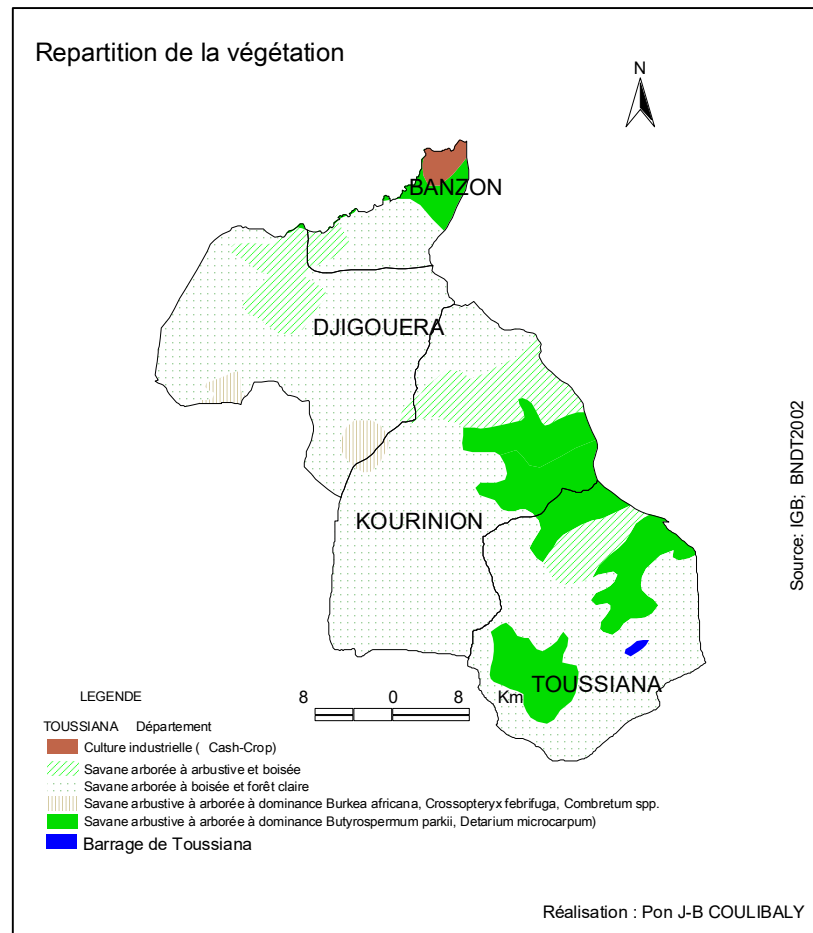 Repartition de la végétation
N
BANZON
DJIGOUERA
KOURINION
TOUSSIANA
Source: IGB; BNDT2002
LEGENDE
8 0 8 Km
TOUSSIANA Département
Culture industrielle ( Cash-Crop)
Savane arborée à arbustive et boisée
Savane arborée à boisée et forêt claire
Savane arbustive à arborée à dominance Burkea africana, Crossopteryx febrifuga, Combretum spp.
Savane arbustive à arborée à dominance Butyrospermum parkii, Detarium microcarpum)
Barrage de Toussiana
Réalisation : Pon J-B COULIBALY